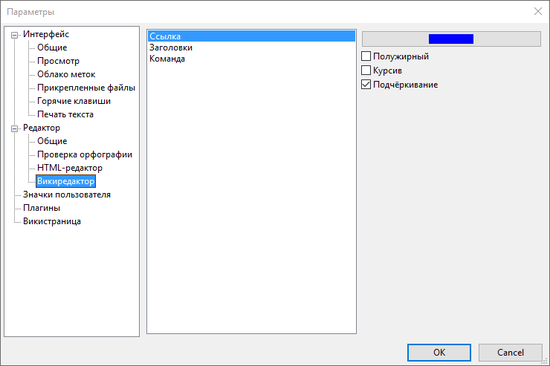 Параметры
Интерфейс
Общие
Просмотр
Облако меток
Прикрепленные файлы
Горячие клавиши
Печать текста
Редактор
Общие
Проверка орфографии
HTML-редактор
Викиредактор
Значки пользователя
Плагины
Викистраница
Ссылка
Заголовки
Команда
Полужирный
Курсив
Подчёркивание
OK
Cancel